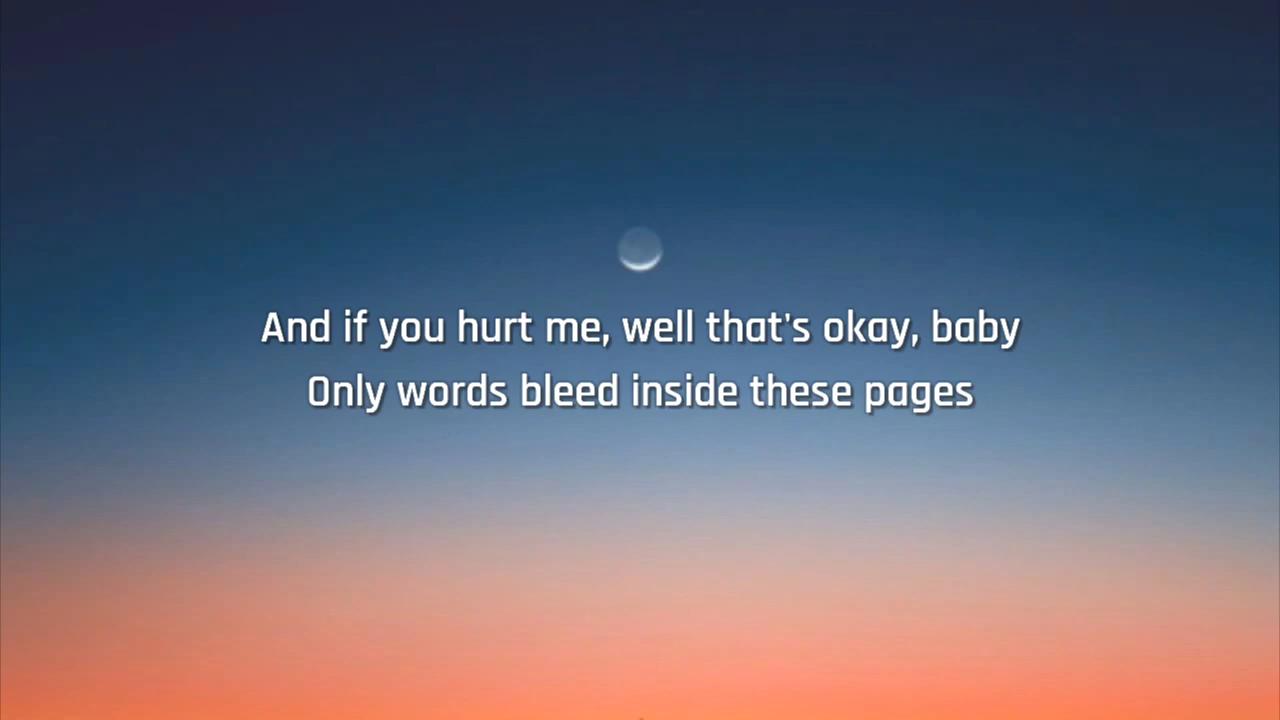 And if you hurt me, well that's okay, baby
Only words bleed inside these pages